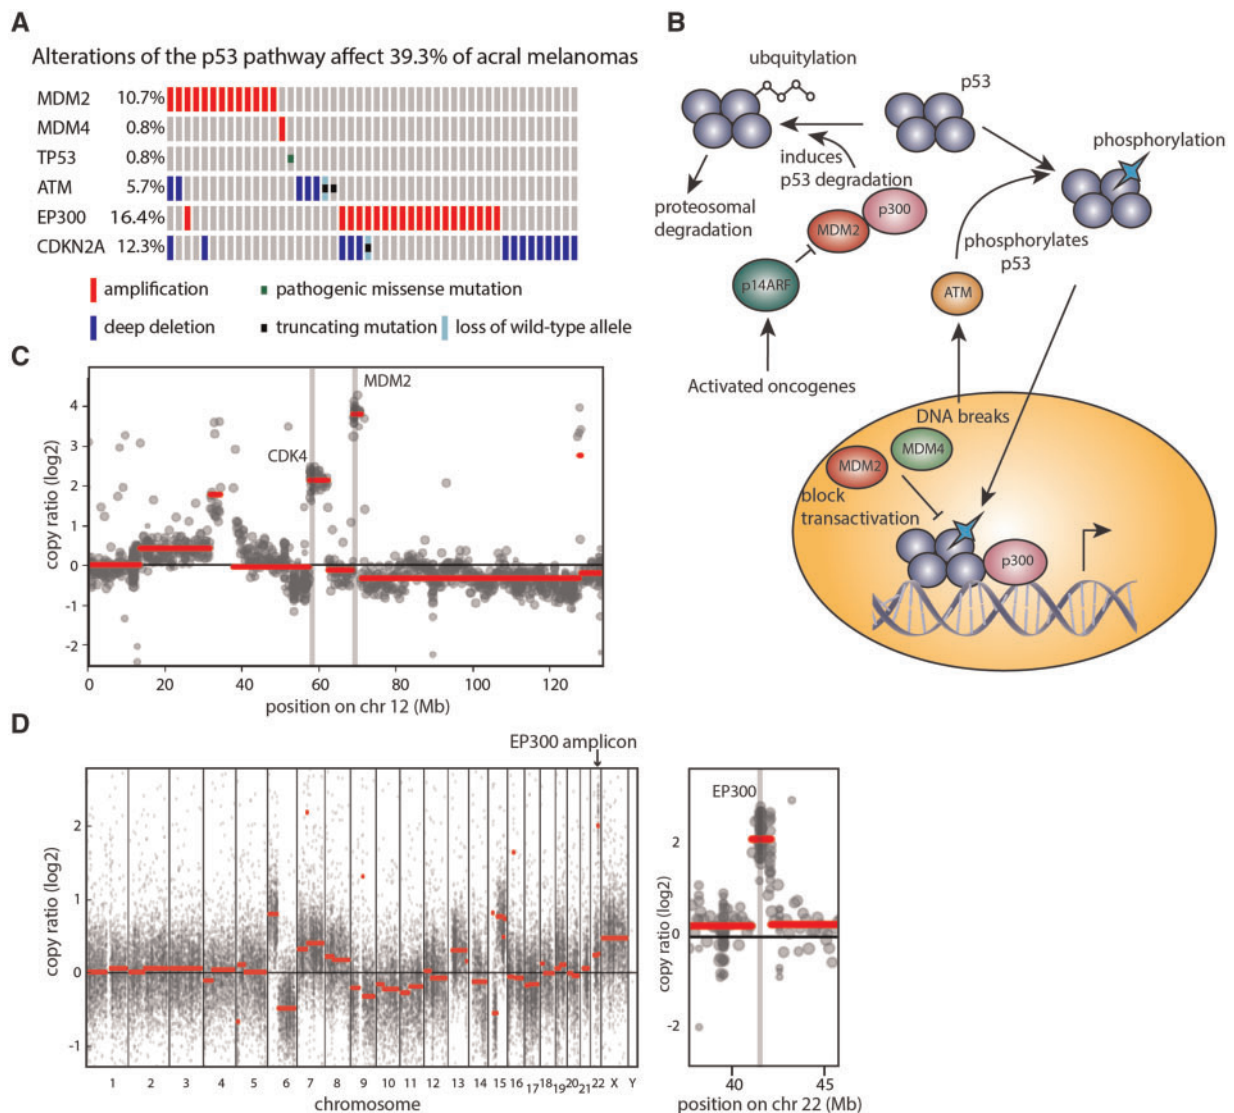 A
Alterations of the p53 pathway affect 39.3% of acral melanomas
MDM2 10.7%
MDM4 0.8%
TP53 0.8%
ATM 5.7%
EP300 16.4%
CDKN2A 12.3%
amplification
pathogenic missense mutation
deep deletion
truncating mutation
loss of wild-type allele
B
ubquitylation
p53
phosphorylation
induces
p53 degradation
p300
MDM2
proteosomal
degradation
phosphorylates
p53
p14ARF
ATM
Activated oncogenes
DNA breaks
MDM4
MDM2
block
transactivation
p300
C
MDM2
CDK4
copy ratio (log2)
4
3
2
1
0
-1
-2
0 20 40 60 80 100 120
position on chr 12 (Mb)
D
EP300 amplicon
copy ratio (log2)
2
1
0
-1
1 2 3 4 5 6 7 8 9 10 11 12 13 14 15 16 17 18 19 20 21 22 X Y
chromosome
EP300
copy ratio (log2)
2
1
0
-2
40 45
position on chr 22 (Mb)